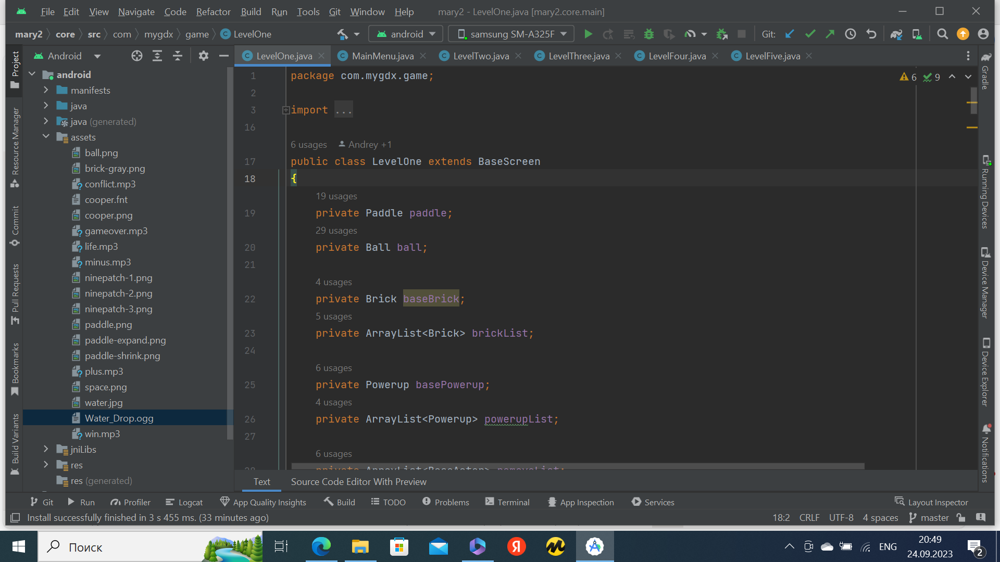 File Edit View Navigate Code Refactor Build Run Tools Git Window Help mary2 - LevelOne.java [mary2.core.main]
mary2 core src com mygdx game LevelOne android samsung SM-A325F Git:
Project
Resource Manager
Commit
Pull Requests
Bookmarks
Build Variants
Android
android
manifests
java
java (generated)
assets
ball.png
brick-gray.png
conflict.mp3
cooper.fnt
cooper.png
gameover.mp3
life.mp3
minus.mp3
ninepatch-1.png
ninepatch-2.png
ninepatch-3.png
paddle.png
paddle-expand.png
paddle-shrink.png
plus.mp3
space.png
water.jpg
Water_Drop.ogg
win.mp3
jniLibs
res
res (generated)
LevelOne.java MainMenu.java LevelTwo.java LevelThree.java LevelFour.java LevelFive.java
6 9
1 package com.mygdx.game;
2
3 import ...
16
6 usages Andrey +1
17 public class LevelOne extends BaseScreen
18 {
19 usages
19 private Paddle paddle;
29 usages
20 private Ball ball;
21
4 usages
22 private Brick baseBrick;
5 usages
23 private ArrayList<Brick> brickList;
24
6 usages
25 private Powerup basePowerup;
4 usages
26 private ArrayList<Powerup> powerupList;
27
6 usages
28 private ArrayList<BaseActor> removeList;
Text Source Code Editor With Preview
Gradle
Running Devices
Device Manager
Device Explorer
Notifications
Git Run Profiler Logcat App Quality Insights Build TODO Problems Terminal App Inspection Services Layout Inspector
Install successfully finished in 3 s 455 ms. (33 minutes ago) 18:2 CRLF UTF-8 4 spaces master
Поиск
ENG
20:49
24.09.2023
2